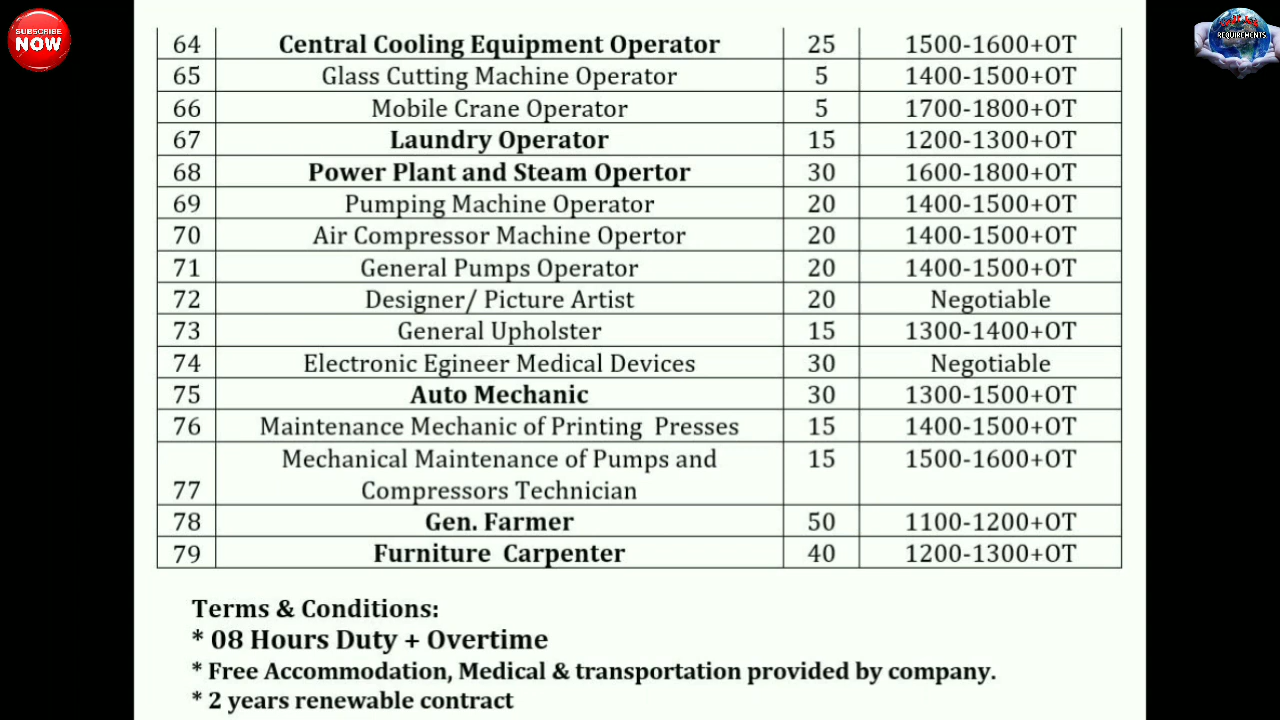 SUBSCRIBE
NOW
REQUIREMENTS
64 Central Cooling Equipment Operator 25 1500-1600+OT
65 Glass Cutting Machine Operator 5 1400-1500+OT
66 Mobile Crane Operator 5 1700-1800+OT
67 Laundry Operator 15 1200-1300+OT
68 Power Plant and Steam Opertor 30 1600-1800+OT
69 Pumping Machine Operator 20 1400-1500+OT
70 Air Compressor Machine Opertor 20 1400-1500+OT
71 General Pumps Operator 20 1400-1500+OT
72 Designer/ Picture Artist 20 Negotiable
73 General Upholster 15 1300-1400+OT
74 Electronic Egineer Medical Devices 30 Negotiable
75 Auto Mechanic 30 1300-1500+OT
76 Maintenance Mechanic of Printing Presses 15 1400-1500+OT
Mechanical Maintenance of Pumps and 15 1500-1600+OT
77 Compressors Technician
78 Gen. Farmer 50 1100-1200+OT
79 Furniture Carpenter 40 1200-1300+OT
Terms & Conditions:
* 08 Hours Duty + Overtime
* Free Accommodation, Medical & transportation provided by company.
* 2 years renewable contract